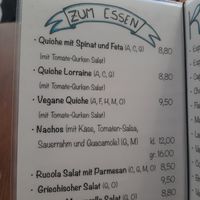 ZUM ESSEN
- Quiche mit Spinat und Feta (A, C, G) 8,80
(mit Tomate-Gurken Salat)
- Quiche Lorraine (A, C, G) 8,80
(mit Tomate-Gurken Salat)
- Vegane Quiche (A, F, H, M, O) 9,50
(mit Tomate-Gurken Salat)
- Nachos (mit Käse, Tomaten-Salsa,
Sauerrahm und Guacamole) (G, M) kl. 12,00
gr. 16,00
- Rucola Salat mit Parmesan (C, G, M, O) 8,50
- Griechischer Salat (G, O) 9,50
Salat (G, O)